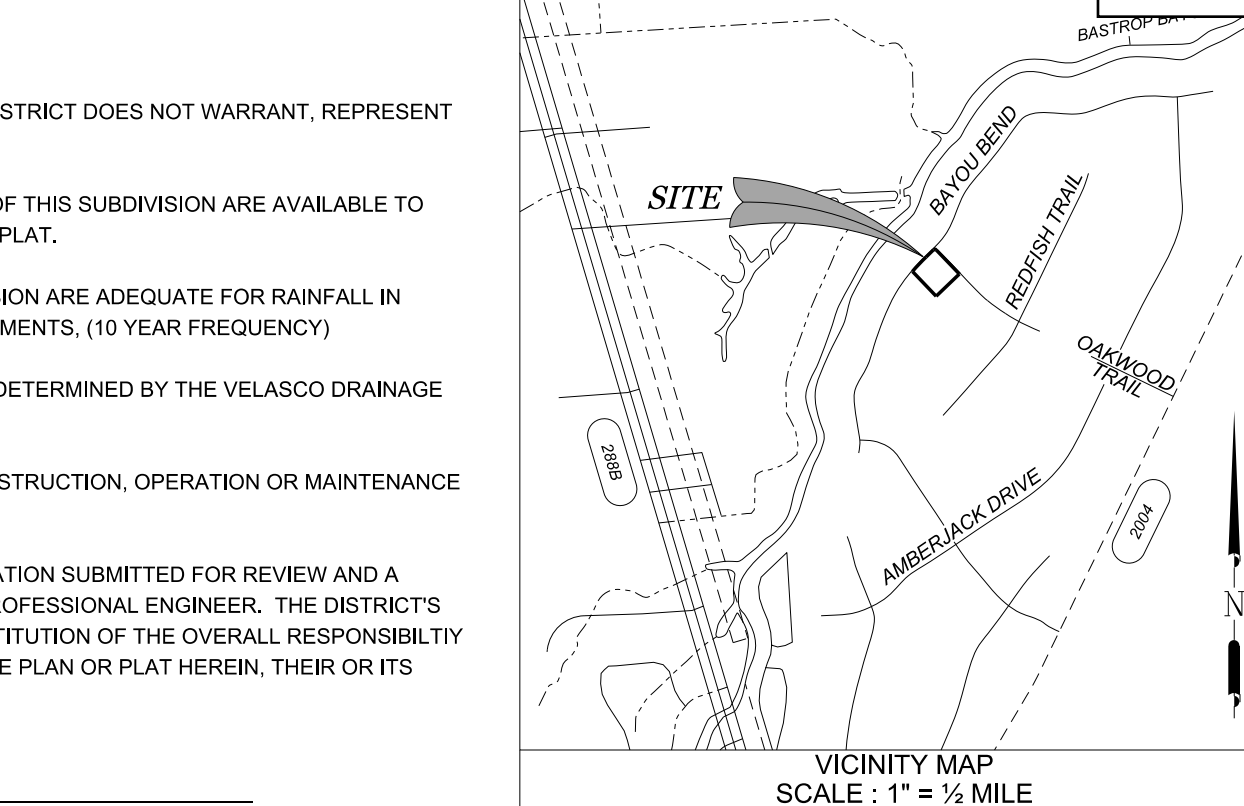 STRICT DOES NOT WARRANT, REPRESENT
OF THIS SUBDIVISION ARE AVAILABLE TO
PLAT.
SION ARE ADEQUATE FOR RAINFALL IN
MENTS, (10 YEAR FREQUENCY)
DETERMINED BY THE VELASCO DRAINAGE
STRUCTION, OPERATION OR MAINTENANCE
ATION SUBMITTED FOR REVIEW AND A
ROFESSIONAL ENGINEER. THE DISTRICT'S
TITUTION OF THE OVERALL RESPONSIBILTIY
E PLAN OR PLAT HEREIN, THEIR OR ITS
BASTROP
BAYOU BEND
SITE
REDFISH TRAIL
OAKWOOD
TRAIL
288B
AMBERJACK DRIVE
2004
N
VICINITY MAP
SCALE : 1" = ½ MILE